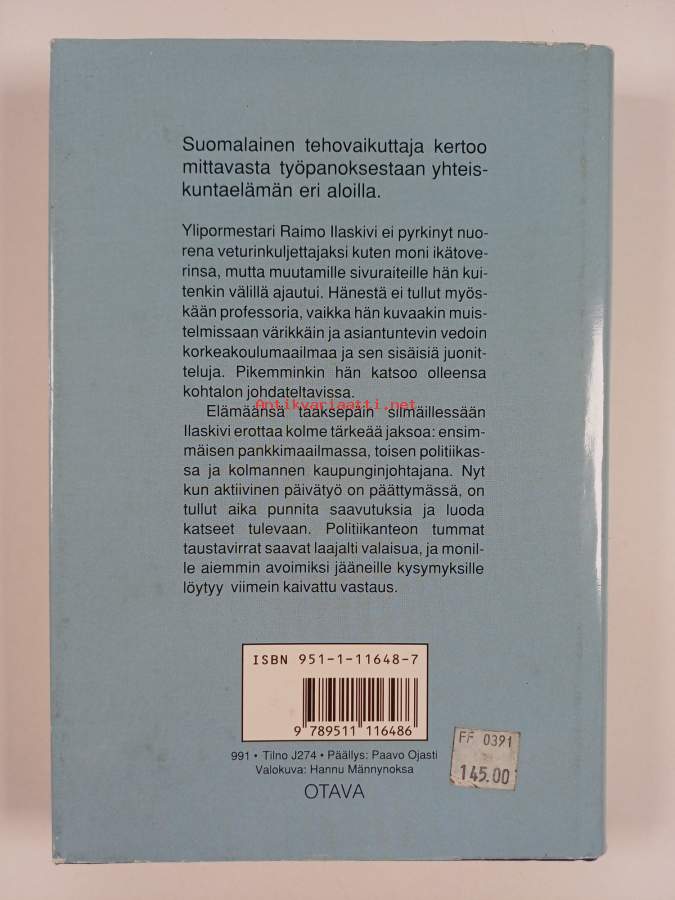 Suomalainen tehovaikuttaja kertoo
mittavasta työpanoksestaan yhteis-
kuntaelämän eri aloilla.
Ylipormestari Raimo Ilaskivi ei pyrkinyt nuo-
rena veturinkuljettajaksi kuten moni ikätove-
rinsa, mutta muutamille sivuraiteille hän kui-
tenkin välillä ajautui. Hänestä ei tullut myös-
kään professoria, vaikka hän kuvaakin muis-
telmissaan värikkäin ja asiantuntevin vedoin
korkeakoulumaailmaa ja sen sisäisiä juonit-
teluja. Pikemminkin hän katsoo olleensa
kohtalon johdateltavissa.
Antikvariaatti.net
Elämäänsä taaksepäin silmäillessään
Ilaskivi erottaa kolme tärkeää jaksoa: ensim-
mäisen pankkimaailmassa, toisen politiikas-
sa ja kolmannen kaupunginjohtajana. Nyt
kun aktiivinen päivätyö on päättymässä, on
tullut aika punnita saavutuksia ja luoda
katseet tulevaan. Politiikanteon tummat
taustavirrat saavat laajalti valaisua, ja monil-
le aiemmin avoimiksi jääneille kysymyksille
löytyy viimein kaivattu vastaus.
ISBN 951-1-11648-7
9 789511 116486
991 • Tilno J274 • Päällys: Paavo Ojasti
Valokuva: Hannu Männynoksa
OTAVA
FF 0391
145.00